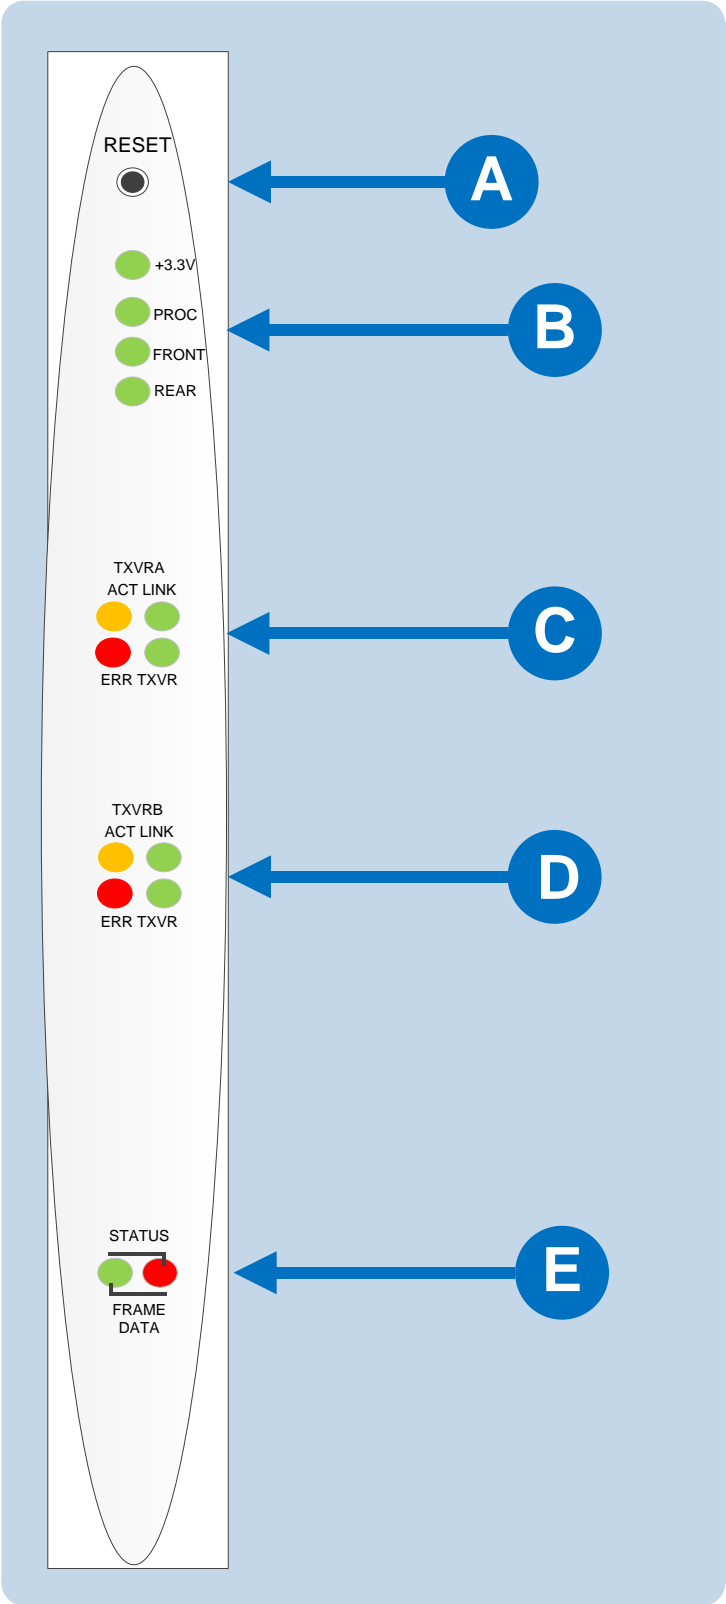 RESET
A
+3.3V
PROC
B
FRONT
REAR
TXVRA
ACT LINK
C
ERR TXVR
TXVRB
ACT LINK
D
ERR TXVR
STATUS
E
FRAME
DATA